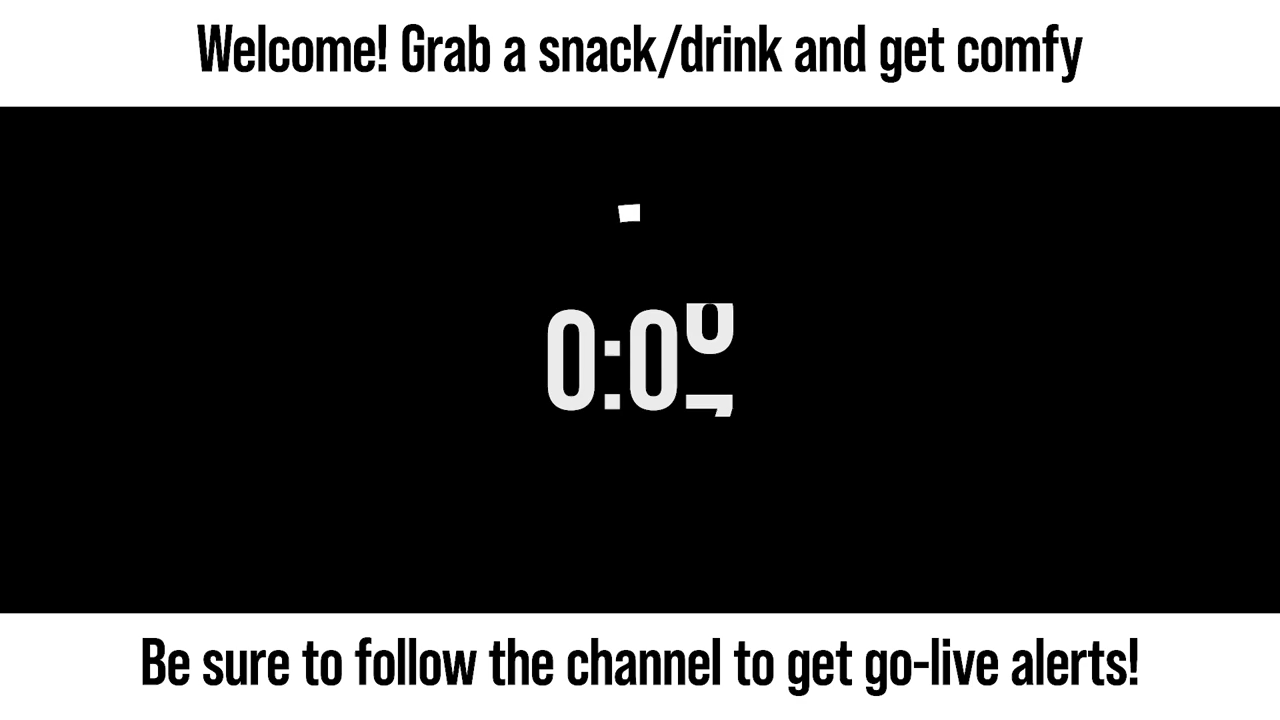 Welcome! Grab a snack/drink and get comfy
0:0
Be sure to follow the channel to get go-live alerts!